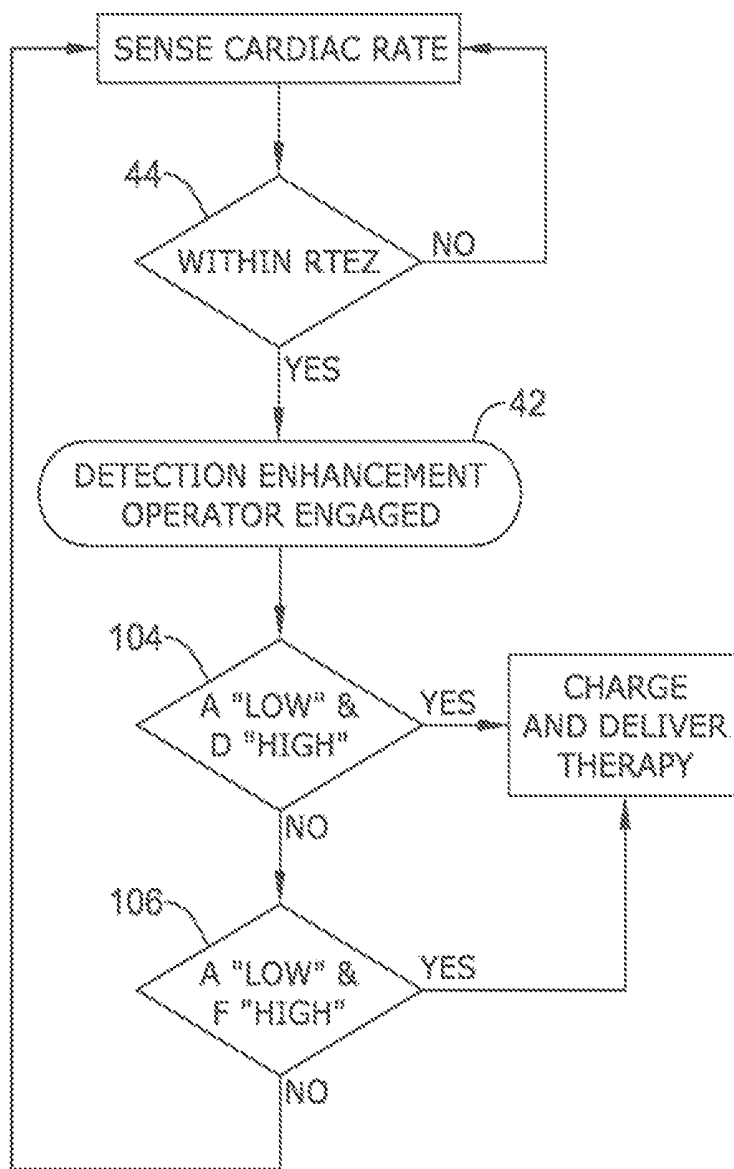 SENSE CARDIAC RATE
44
WITHIN RTEZ
NO
YES
42
DETECTION ENHANCEMENT
OPERATOR ENGAGED
104
A "LOW" &
D "HIGH"
YES
CHARGE
AND DELIVER
THERAPY
NO
106
A "LOW" &
F "HIGH"
YES
NO